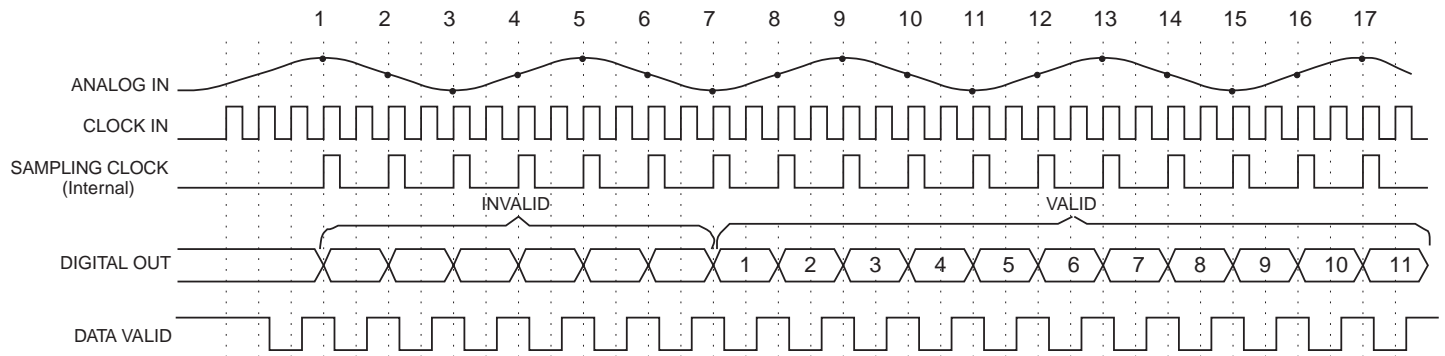 1 2 3 4 5 6 7 8 9 10 11 12 13 14 15 16 17
ANALOG IN
CLOCK IN
SAMPLING CLOCK
(Internal)
INVALID VALID
DIGITAL OUT 1 2 3 4 5 6 7 8 9 10 11
DATA VALID